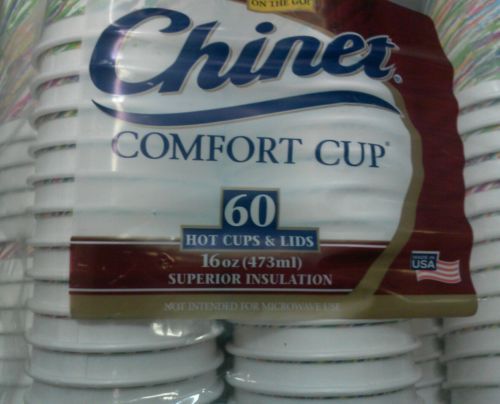 ON THE GO!
Chinet®
COMFORT CUP®
60
HOT CUPS & LIDS
16 oz (473ml)
SUPERIOR INSULATION
MADE IN
USA
NOT INTENDED FOR MICROWAVE USE